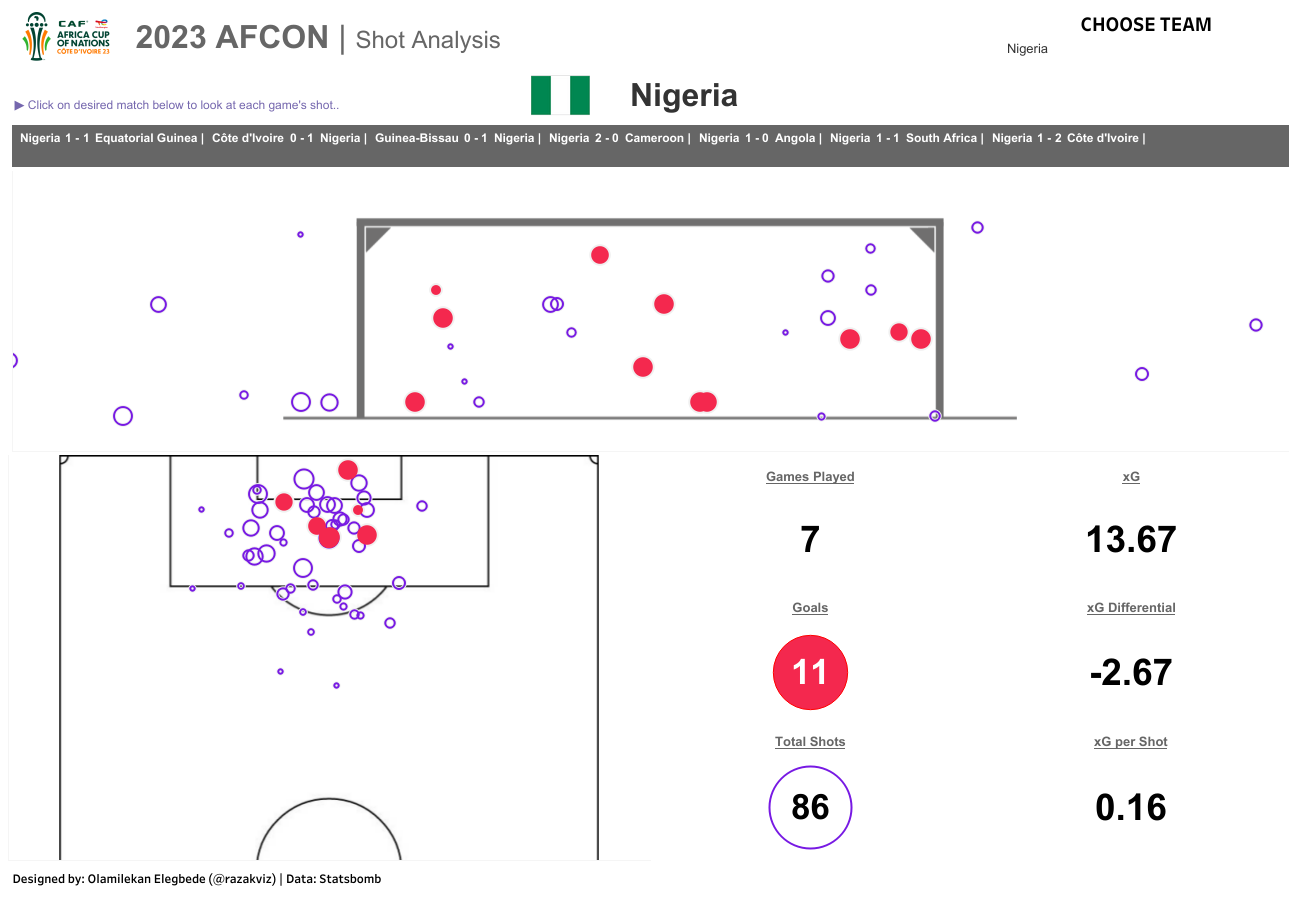 CAF
AFRICA CUP
OF NATIONS
CÔTE D'IVOIRE 23
2023 AFCON | Shot Analysis
CHOOSE TEAM
Nigeria
Nigeria
▶ Click on desired match below to look at each game's shot..
Nigeria 1 - 1 Equatorial Guinea | Côte d'Ivoire 0 - 1 Nigeria | Guinea-Bissau 0 - 1 Nigeria | Nigeria 2 - 0 Cameroon | Nigeria 1 - 0 Angola | Nigeria 1 - 1 South Africa | Nigeria 1 - 2 Côte d'Ivoire |
Games Played
xG
7
13.67
Goals
xG Differential
11
-2.67
Total Shots
xG per Shot
86
0.16
Designed by: Olamilekan Elegbede (@razakviz) | Data: Statsbomb